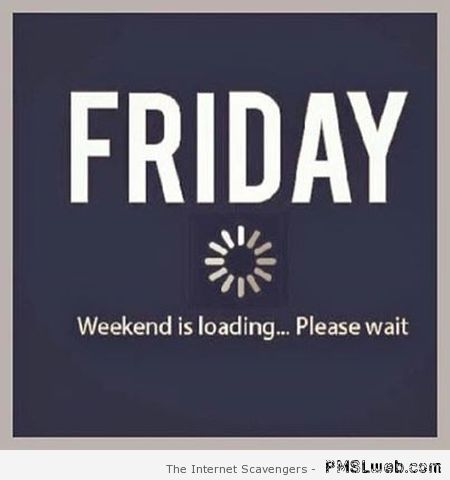 FRIDAY
Weekend is loading... Please wait
The Internet Scavengers - PMSLweb.com